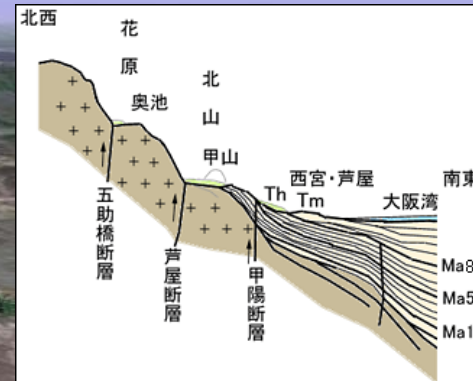 北西
花原
奥池
北山
甲山
西宮・芦屋
南東
Th
Tm
大阪湾
五助橋断層
芦屋断層
甲陽断層
Ma8
Ma5
Ma1